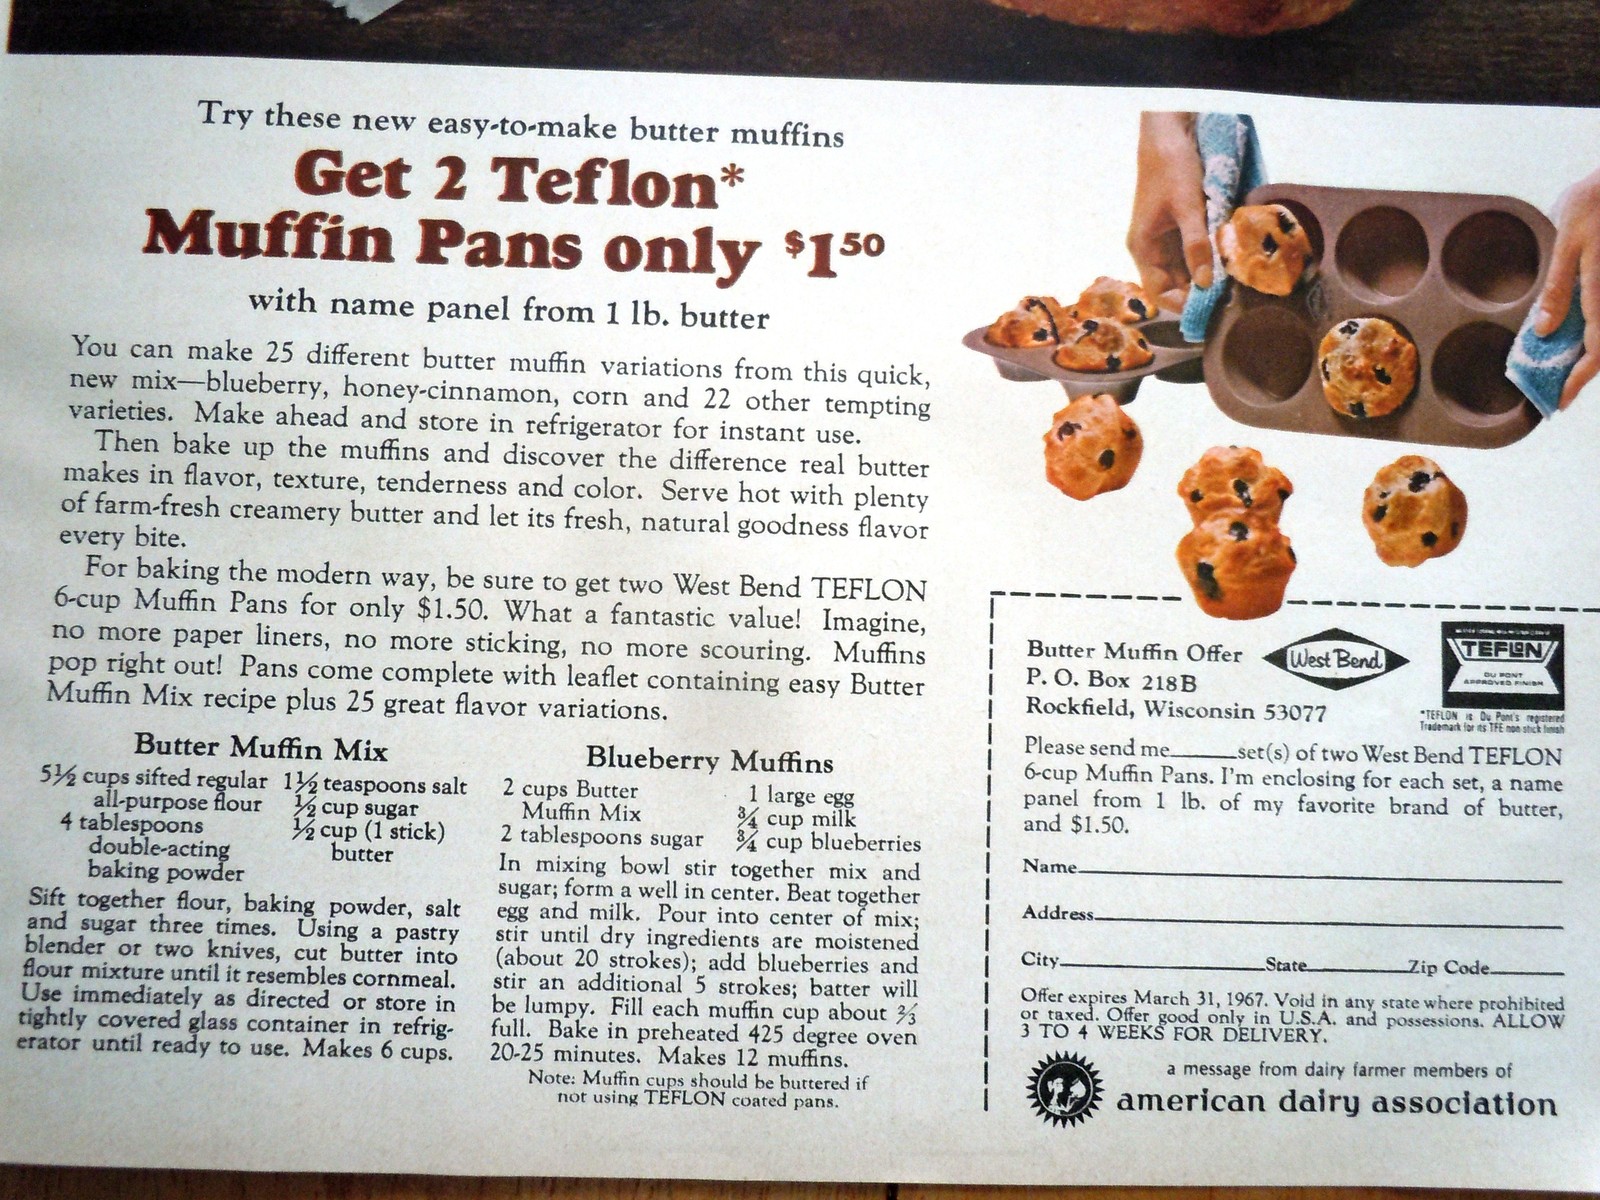 Try these new easy-to-make butter muffins
Get 2 Teflon*
Muffin Pans only $150
with name panel from 1 lb. butter
You can make 25 different butter muffin variations from this quick,
new mix—blueberry, honey-cinnamon, corn and 22 other tempting
varieties. Make ahead and store in refrigerator for instant use.
Then bake up the muffins and discover the difference real butter
makes in flavor, texture, tenderness and color. Serve hot with plenty
of farm-fresh creamery butter and let its fresh, natural goodness flavor
every bite.
For baking the modern way, be sure to get two West Bend TEFLON
6-cup Muffin Pans for only $1.50. What a fantastic value! Imagine,
no more paper liners, no more sticking, no more scouring. Muffins
pop right out! Pans come complete with leaflet containing easy Butter
Muffin Mix recipe plus 25 great flavor variations.
Butter Muffin Mix
5½ cups sifted regular
all-purpose flour
4 tablespoons
double-acting
baking powder
1½ teaspoons salt
½ cup sugar
½ cup (1 stick)
butter
Sift together flour, baking powder, salt
and sugar three times. Using a pastry
blender or two knives, cut butter into
flour mixture until it resembles cornmeal.
Use immediately as directed or store in
tightly covered glass container in refrig-
erator until ready to use. Makes 6 cups.
Blueberry Muffins
2 cups Butter
Muffin Mix
2 tablespoons sugar
1 large egg
¾ cup milk
¾ cup blueberries
In mixing bowl stir together mix and
sugar; form a well in center. Beat together
egg and milk. Pour into center of mix;
stir until dry ingredients are moistened
(about 20 strokes); add blueberries and
stir an additional 5 strokes; batter will
be lumpy. Fill each muffin cup about ⅔
full. Bake in preheated 425 degree oven
20-25 minutes. Makes 12 muffins.
Note: Muffin cups should be buttered if
not using TEFLON coated pans.
Butter Muffin Offer
P. O. Box 218B
Rockfield, Wisconsin 53077
West Bend
TEFLON
DU PONT
APPROVED FINISH
*TEFLON is Du Pont's registered
Trademark for its TFE non stick finish
Please send me______set(s) of two West Bend TEFLON
6-cup Muffin Pans. I'm enclosing for each set, a name
panel from 1 lb. of my favorite brand of butter,
and $1.50.
Name
Address
City State Zip Code
Offer expires March 31, 1967. Void in any state where prohibited
or taxed. Offer good only in U.S.A. and possessions. ALLOW
3 TO 4 WEEKS FOR DELIVERY.
a message from dairy farmer members of
american dairy association